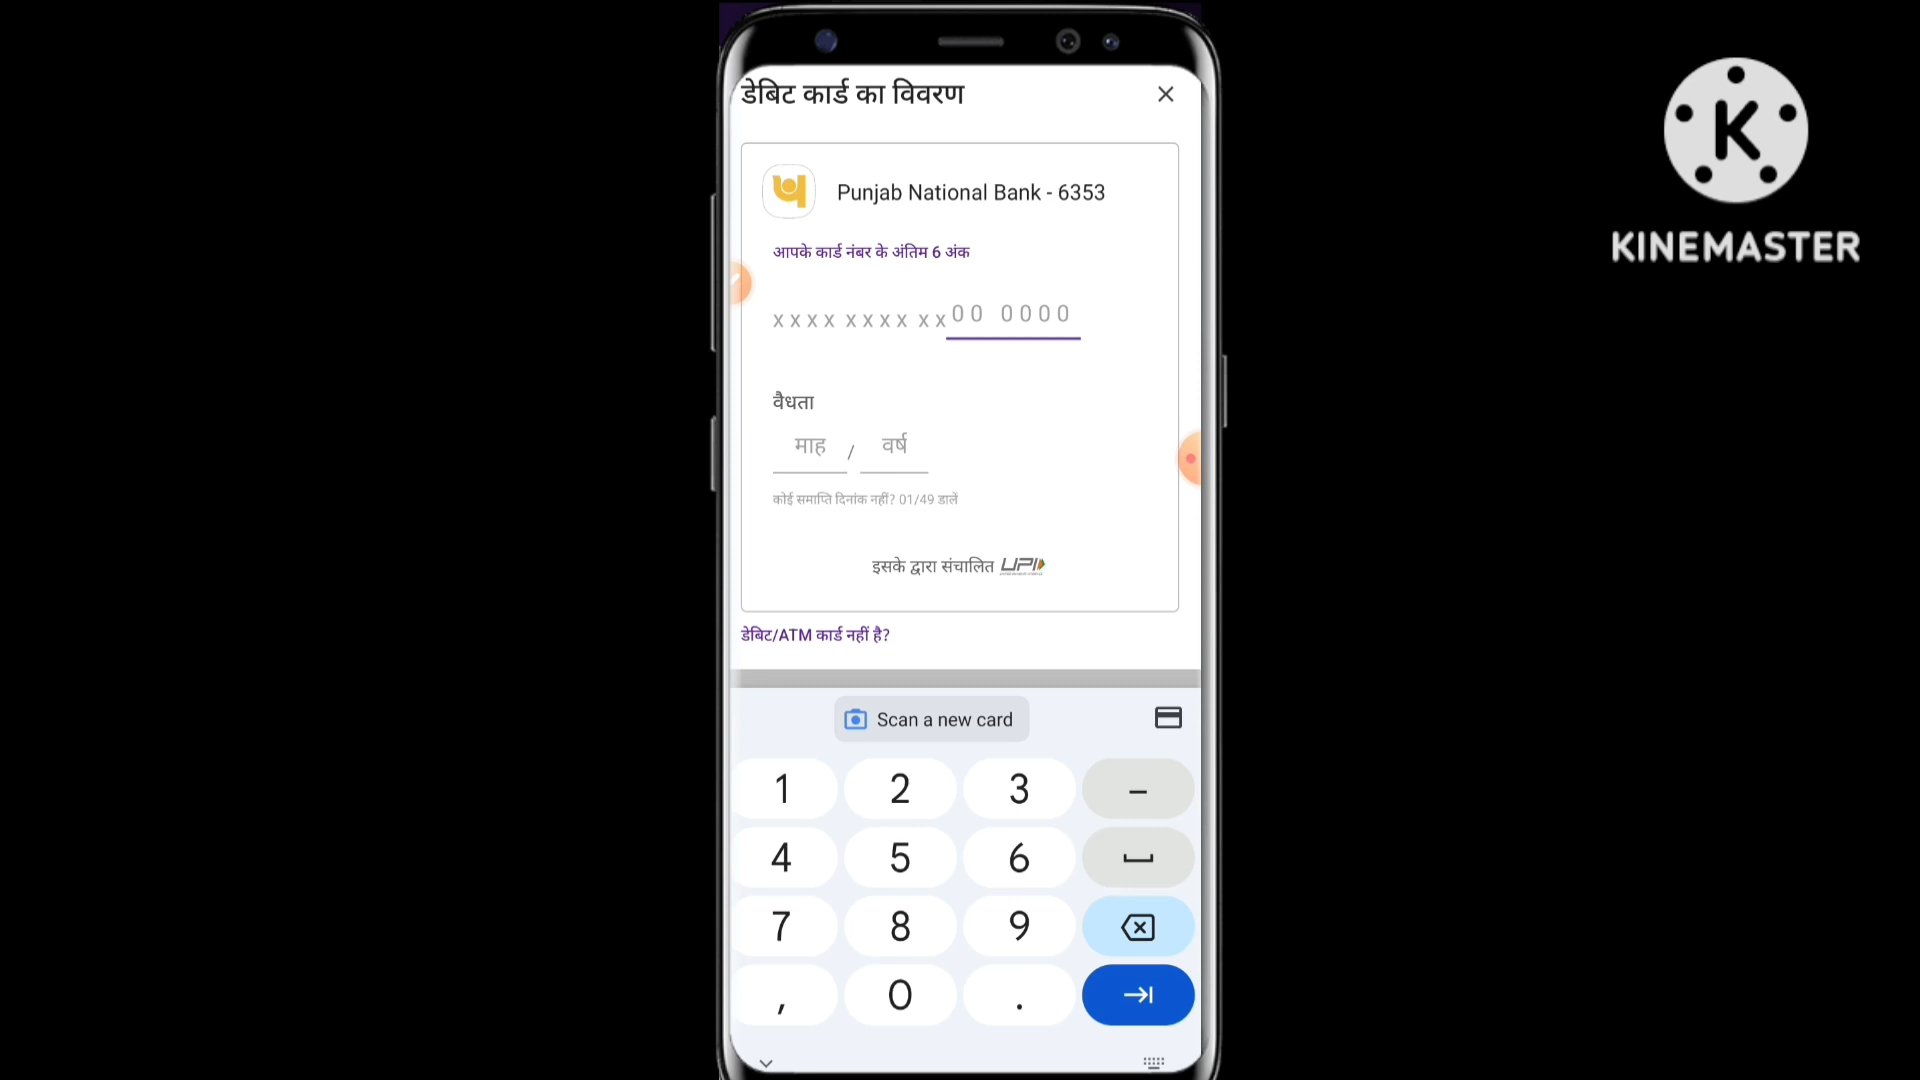 डेबिट कार्ड का विवरण
Punjab National Bank - 6353
आपके कार्ड नंबर के अंतिम 6 अंक
xxxx xxxx xx00 0000
वैधता
माह / वर्ष
कोई समाप्ति दिनांक नहीं? 01/49 डालें
इसके द्वारा संचालित UPI
डेबिट/ATM कार्ड नहीं है?
Scan a new card
1 2 3 –
4 5 6
7 8 9
, 0 .
K
KINEMASTER